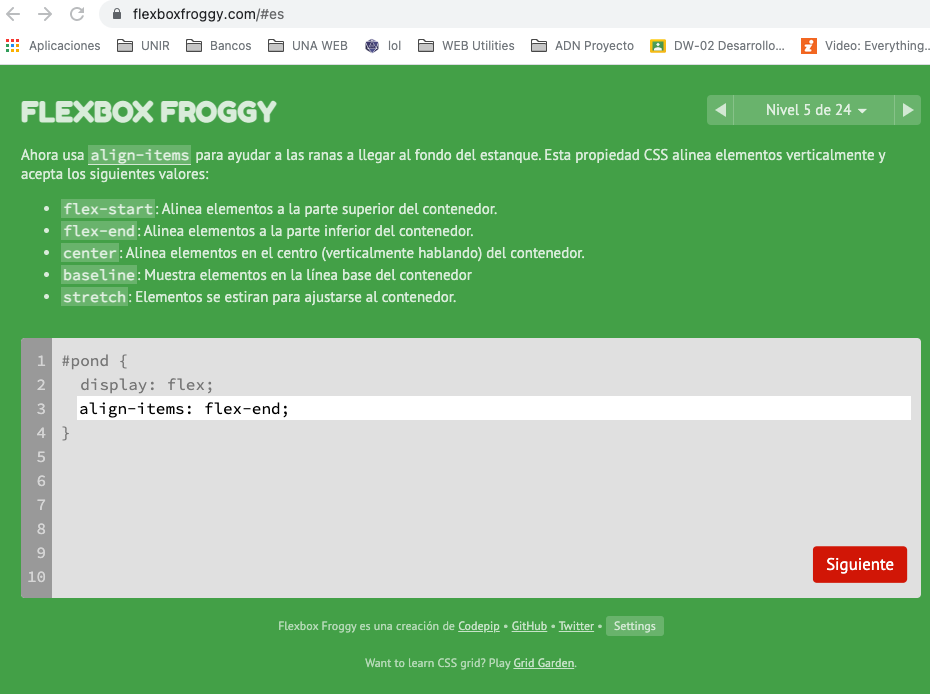 flexboxfroggy.com/#es
Aplicaciones UNIR Bancos UNA WEB lol WEB Utilities ADN Proyecto DW-02 Desarrollo... Video: Everything...
FLEXBOX FROGGY
Nivel 5 de 24
Ahora usa align-items para ayudar a las ranas a llegar al fondo del estanque. Esta propiedad CSS alinea elementos verticalmente y
acepta los siguientes valores:
• flex-start: Alinea elementos a la parte superior del contenedor.
• flex-end: Alinea elementos a la parte inferior del contenedor.
• center: Alinea elementos en el centro (verticalmente hablando) del contenedor.
• baseline: Muestra elementos en la línea base del contenedor
• stretch: Elementos se estiran para ajustarse al contenedor.
1 #pond {
2 display: flex;
3 align-items: flex-end;
4 }
5
6
7
8
9
10
Siguiente
Flexbox Froggy es una creación de Codepip • GitHub • Twitter • Settings
Want to learn CSS grid? Play Grid Garden.